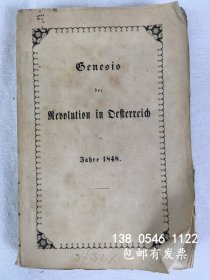 Genesis
der
Revolution in Oesterreich
im
Jahre 1848.
138 0546 1122
包邮有发票